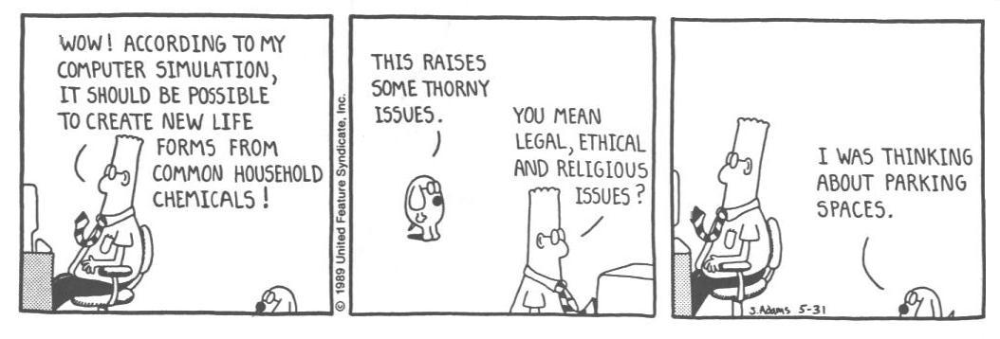 WOW! ACCORDING TO MY
COMPUTER SIMULATION,
IT SHOULD BE POSSIBLE
TO CREATE NEW LIFE
FORMS FROM
COMMON HOUSEHOLD
CHEMICALS!
© 1989 United Feature Syndicate, Inc.
THIS RAISES
SOME THORNY
ISSUES.
YOU MEAN
LEGAL, ETHICAL
AND RELIGIOUS
ISSUES?
I WAS THINKING
ABOUT PARKING
SPACES.
S.Adams 5-31